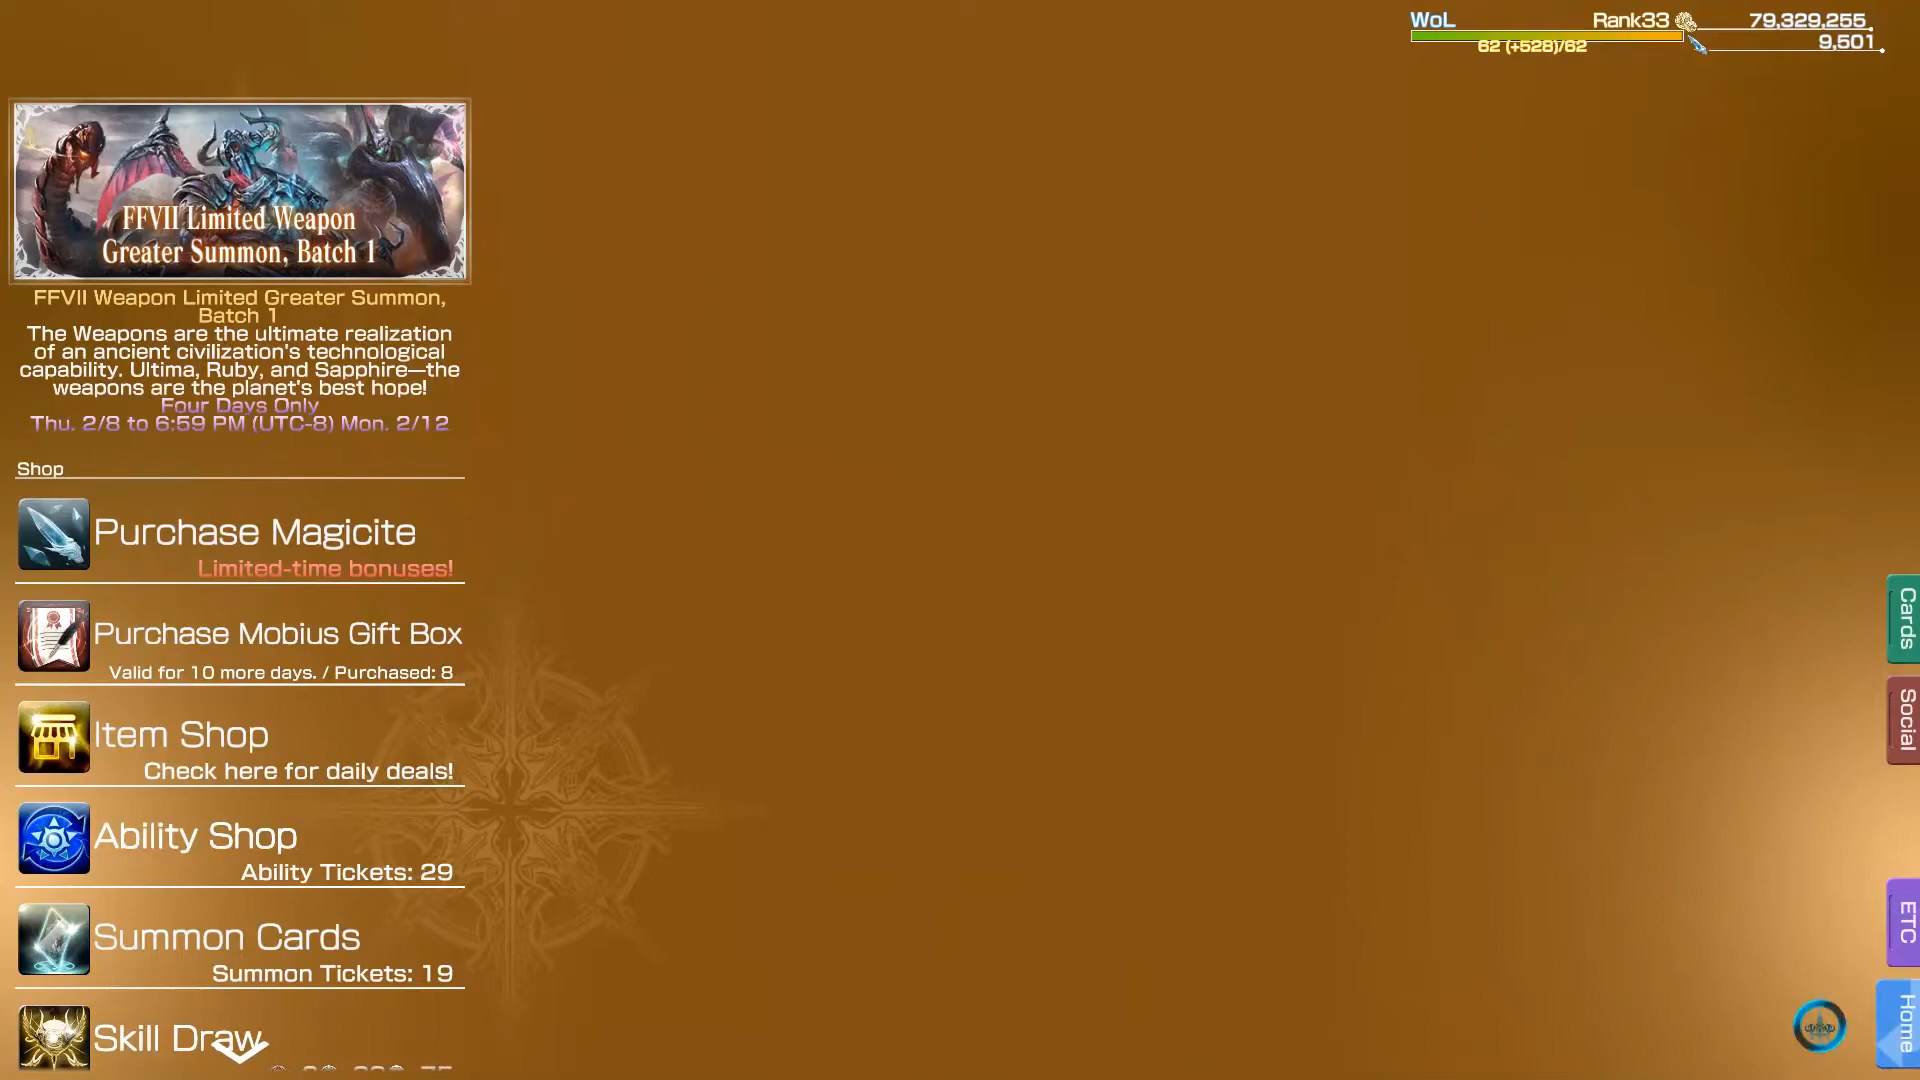 WoL
Rank33
79,329,255
62 (+528)/62
9,501
FFVII Limited Weapon
Greater Summon, Batch 1
FFVII Weapon Limited Greater Summon,
Batch 1
The Weapons are the ultimate realization
of an ancient civilization's technological
capability. Ultima, Ruby, and Sapphire—the
weapons are the planet's best hope!
Four Days Only
Thu. 2/8 to 6:59 PM (UTC-8) Mon. 2/12
Shop
Purchase Magicite
Limited-time bonuses!
Purchase Mobius Gift Box
Valid for 10 more days. / Purchased: 8
Item Shop
Check here for daily deals!
Ability Shop
Ability Tickets: 29
Summon Cards
Summon Tickets: 19
Skill Draw
Cards
Social
ETC
Home